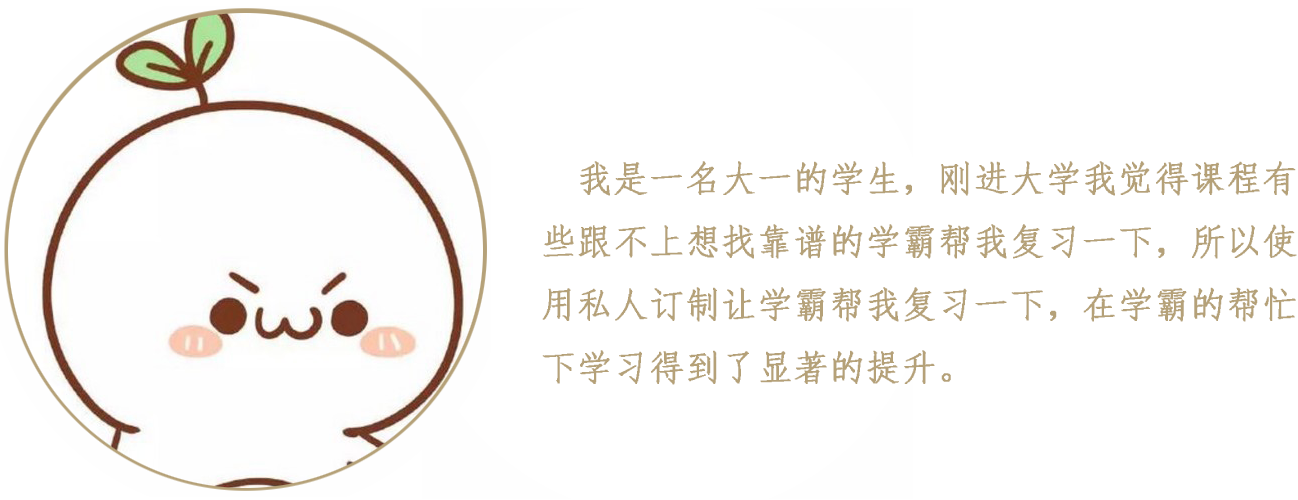 我是一名大一的学生，刚进大学我觉得课程有
些跟不上想找靠谱的学霸帮我复习一下，所以使
用私人订制让学霸帮我复习一下，在学霸的帮忙
下学习得到了显著的提升。